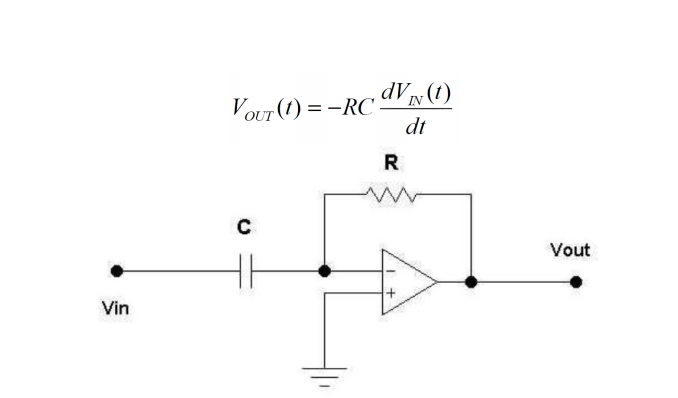 V_OUT(t) = −RC dV_IN(t)/dt
R
C
Vout
−
+
Vin